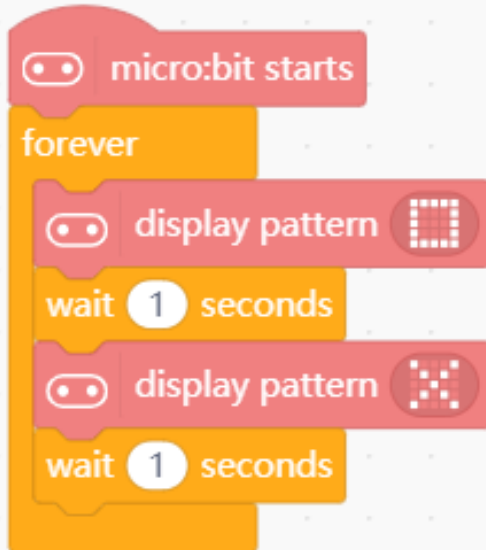 micro:bit starts
forever
display pattern
wait 1 seconds
display pattern
wait 1 seconds